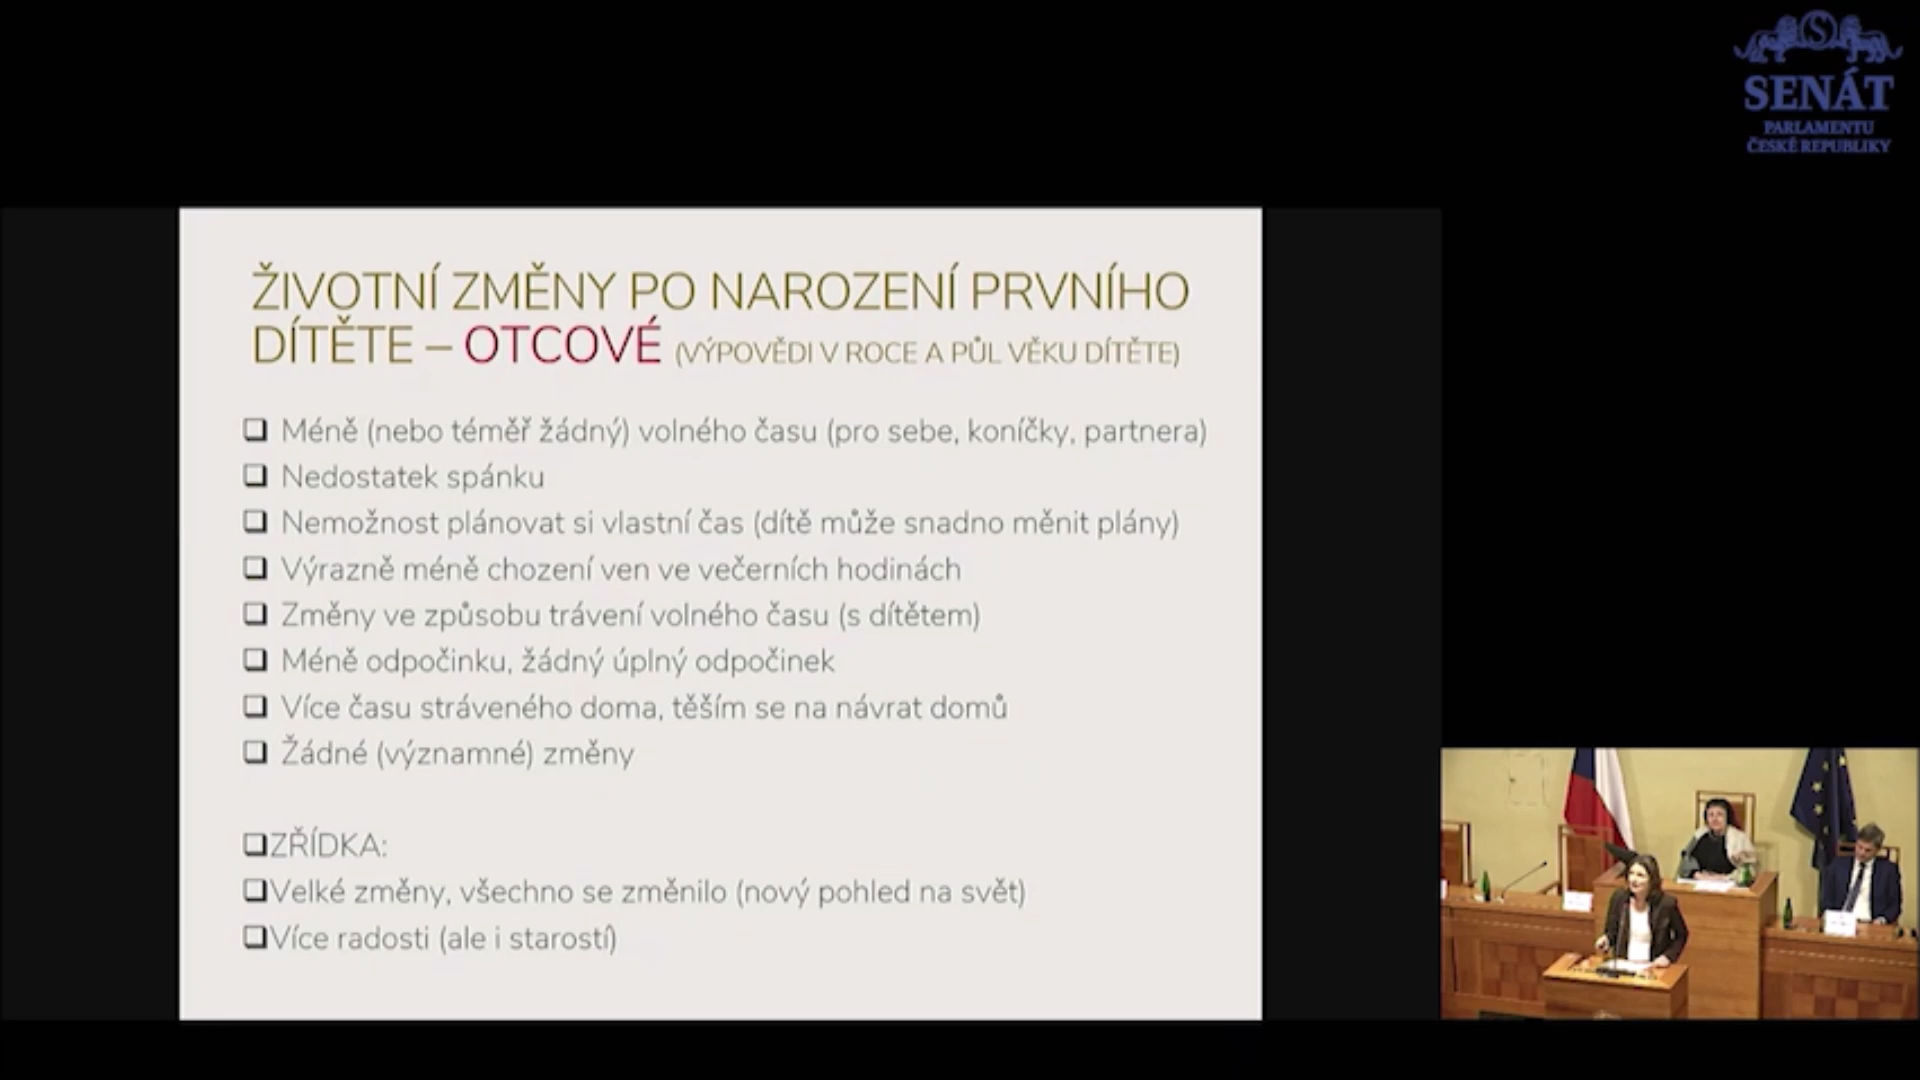 SENÁT
PARLAMENTU
ČESKÉ REPUBLIKY
ŽIVOTNÍ ZMĚNY PO NAROZENÍ PRVNÍHO
DÍTĚTE – OTCOVÉ (VÝPOVĚDI V ROCE A PŮL VĚKU DÍTĚTE)
❑ Méně (nebo téměř žádný) volného času (pro sebe, koníčky, partnera)
❑ Nedostatek spánku
❑ Nemožnost plánovat si vlastní čas (dítě může snadno měnit plány)
❑ Výrazně méně chození ven ve večerních hodinách
❑ Změny ve způsobu trávení volného času (s dítětem)
❑ Méně odpočinku, žádný úplný odpočinek
❑ Více času stráveného doma, těším se na návrat domů
❑ Žádné (významné) změny
❑ZŘÍDKA:
❑Velké změny, všechno se změnilo (nový pohled na svět)
❑Více radosti (ale i starostí)